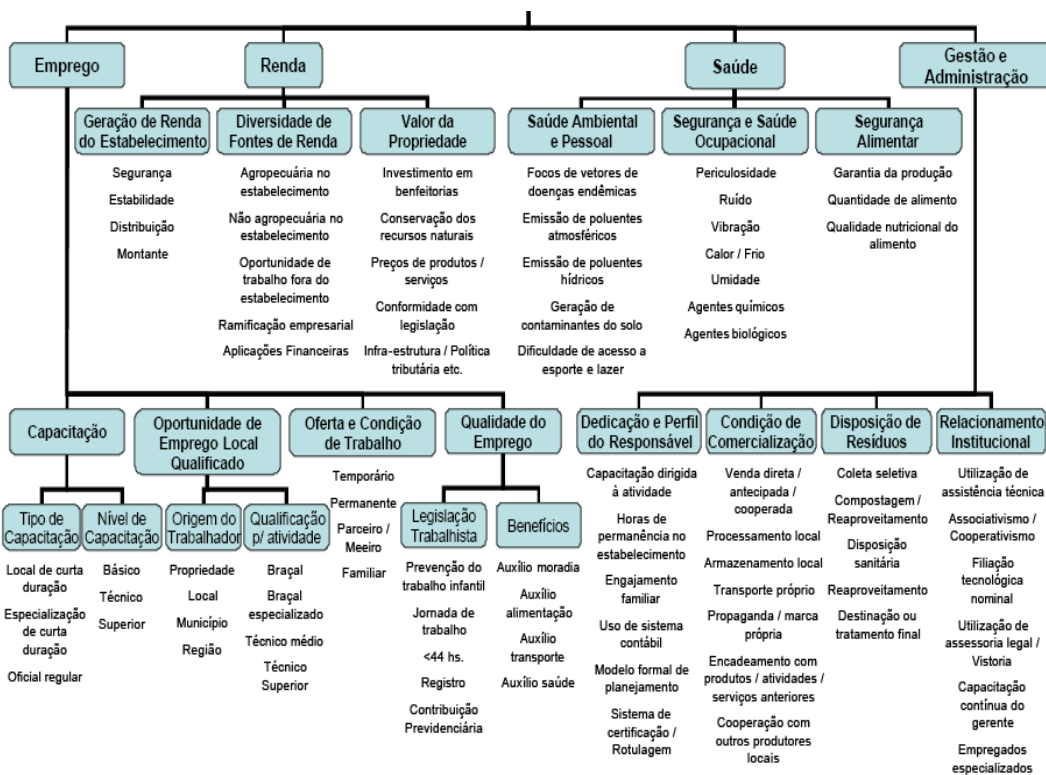 Emprego
Renda
Saúde
Gestão e
Administração
Geração de Renda
do Estabelecimento
Segurança
Estabilidade
Distribuição
Montante
Diversidade de
Fontes de Renda
Agropecuária no
estabelecimento
Não agropecuária no
estabelecimento
Oportunidade de
trabalho fora do
estabelecimento
Ramificação empresarial
Aplicações Financeiras
Valor da
Propriedade
Investimento em
benfeitorias
Conservação dos
recursos naturais
Preços de produtos /
serviços
Conformidade com
legislação
Infra-estrutura / Política
tributária etc.
Saúde Ambiental
e Pessoal
Focos de vetores de
doenças endêmicas
Emissão de poluentes
atmosféricos
Emissão de poluentes
hídricos
Geração de
contaminantes do solo
Dificuldade de acesso a
esporte e lazer
Segurança e Saúde
Ocupacional
Periculosidade
Ruído
Vibração
Calor / Frio
Umidade
Agentes químicos
Agentes biológicos
Segurança
Alimentar
Garantia da produção
Quantidade de alimento
Qualidade nutricional do
alimento
Capacitação
Tipo de
Capacitação
Local de curta
duração
Especialização
de curta
duração
Oficial regular
Nível de
Capacitação
Básico
Técnico
Superior
Oportunidade de
Emprego Local
Qualificado
Origem do
Trabalhador
Propriedade
Local
Município
Região
Qualificação
p/ atividade
Braçal
Braçal
especializado
Técnico médio
Técnico
Superior
Oferta e Condição
de Trabalho
Temporário
Permanente
Parceiro /
Meeiro
Familiar
Qualidade do
Emprego
Legislação
Trabalhista
Prevenção do
trabalho infantil
Jornada de
trabalho
<44 hs.
Registro
Contribuição
Previdenciária
Benefícios
Auxílio moradia
Auxílio
alimentação
Auxílio
transporte
Auxílio saúde
Dedicação e Perfil
do Responsável
Capacitação dirigida
à atividade
Horas de
permanência no
estabelecimento
Engajamento
familiar
Uso de sistema
contábil
Modelo formal de
planejamento
Sistema de
certificação /
Rotulagem
Condição de
Comercialização
Venda direta /
antecipada /
cooperada
Processamento local
Armazenamento local
Transporte próprio
Propaganda / marca
própria
Encadeamento com
produtos / atividades /
serviços anteriores
Cooperação com
outros produtores
locais
Disposição de
Resíduos
Coleta seletiva
Compostagem /
Reaproveitamento
Disposição
sanitária
Reaproveitamento
Destinação ou
tratamento final
Relacionamento
Institucional
Utilização de
assistência técnica
Associativismo /
Cooperativismo
Filiação
tecnológica
nominal
Utilização de
assessoria legal /
Vistoria
Capacitação
contínua do
gerente
Empregados
especializados